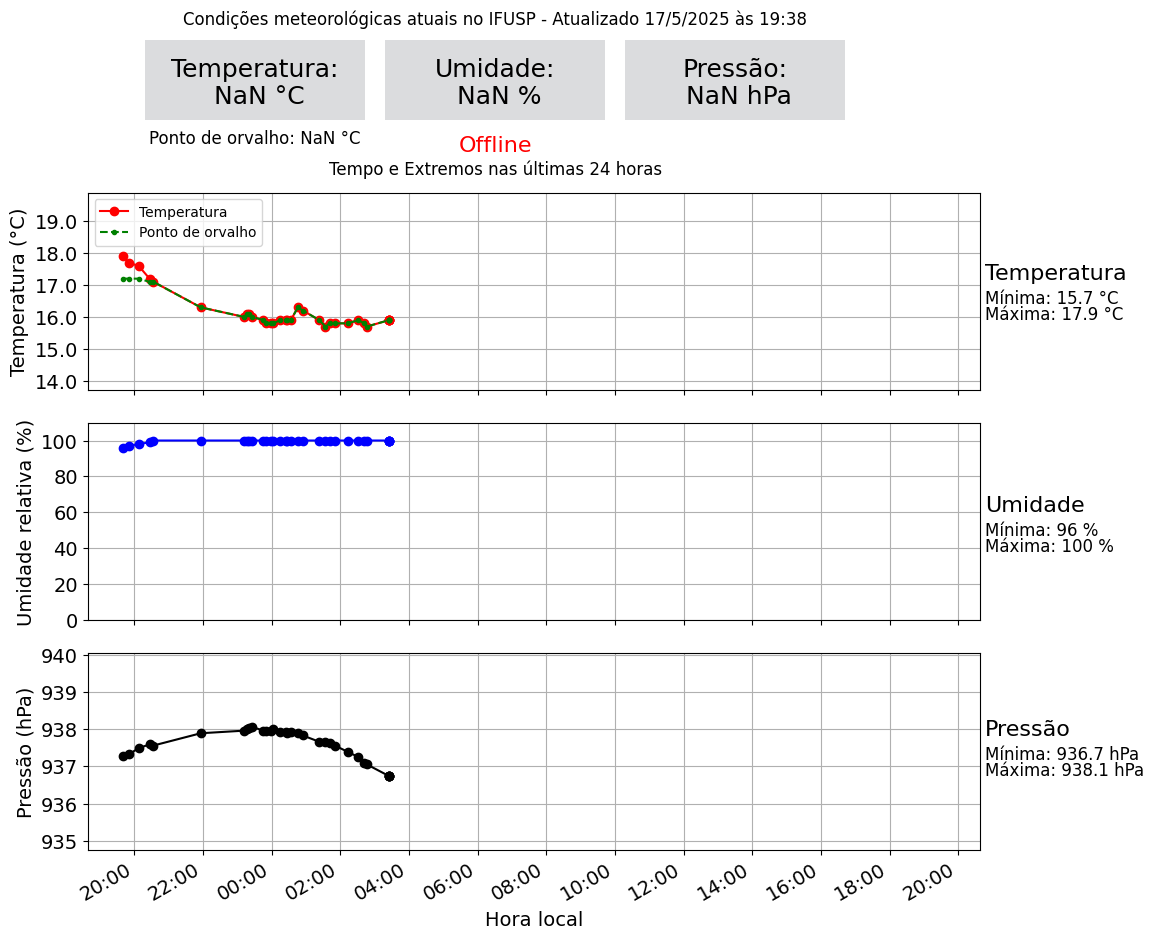 Condições meteorológicas atuais no IFUSP - Atualizado 17/5/2025 às 19:38
Temperatura:
NaN °C
Umidade:
NaN %
Pressão:
NaN hPa
Ponto de orvalho: NaN °C
Offline
Tempo e Extremos nas últimas 24 horas
Temperatura (°C)
19.0
18.0
17.0
16.0
15.0
14.0
Temperatura
Ponto de orvalho
Temperatura
Mínima: 15.7 °C
Máxima: 17.9 °C
Umidade relativa (%)
100
80
60
40
20
0
Umidade
Mínima: 96 %
Máxima: 100 %
Pressão (hPa)
940
939
938
937
936
935
Pressão
Mínima: 936.7 hPa
Máxima: 938.1 hPa
20:00 22:00 00:00 02:00 04:00 06:00 08:00 10:00 12:00 14:00 16:00 18:00 20:00
Hora local